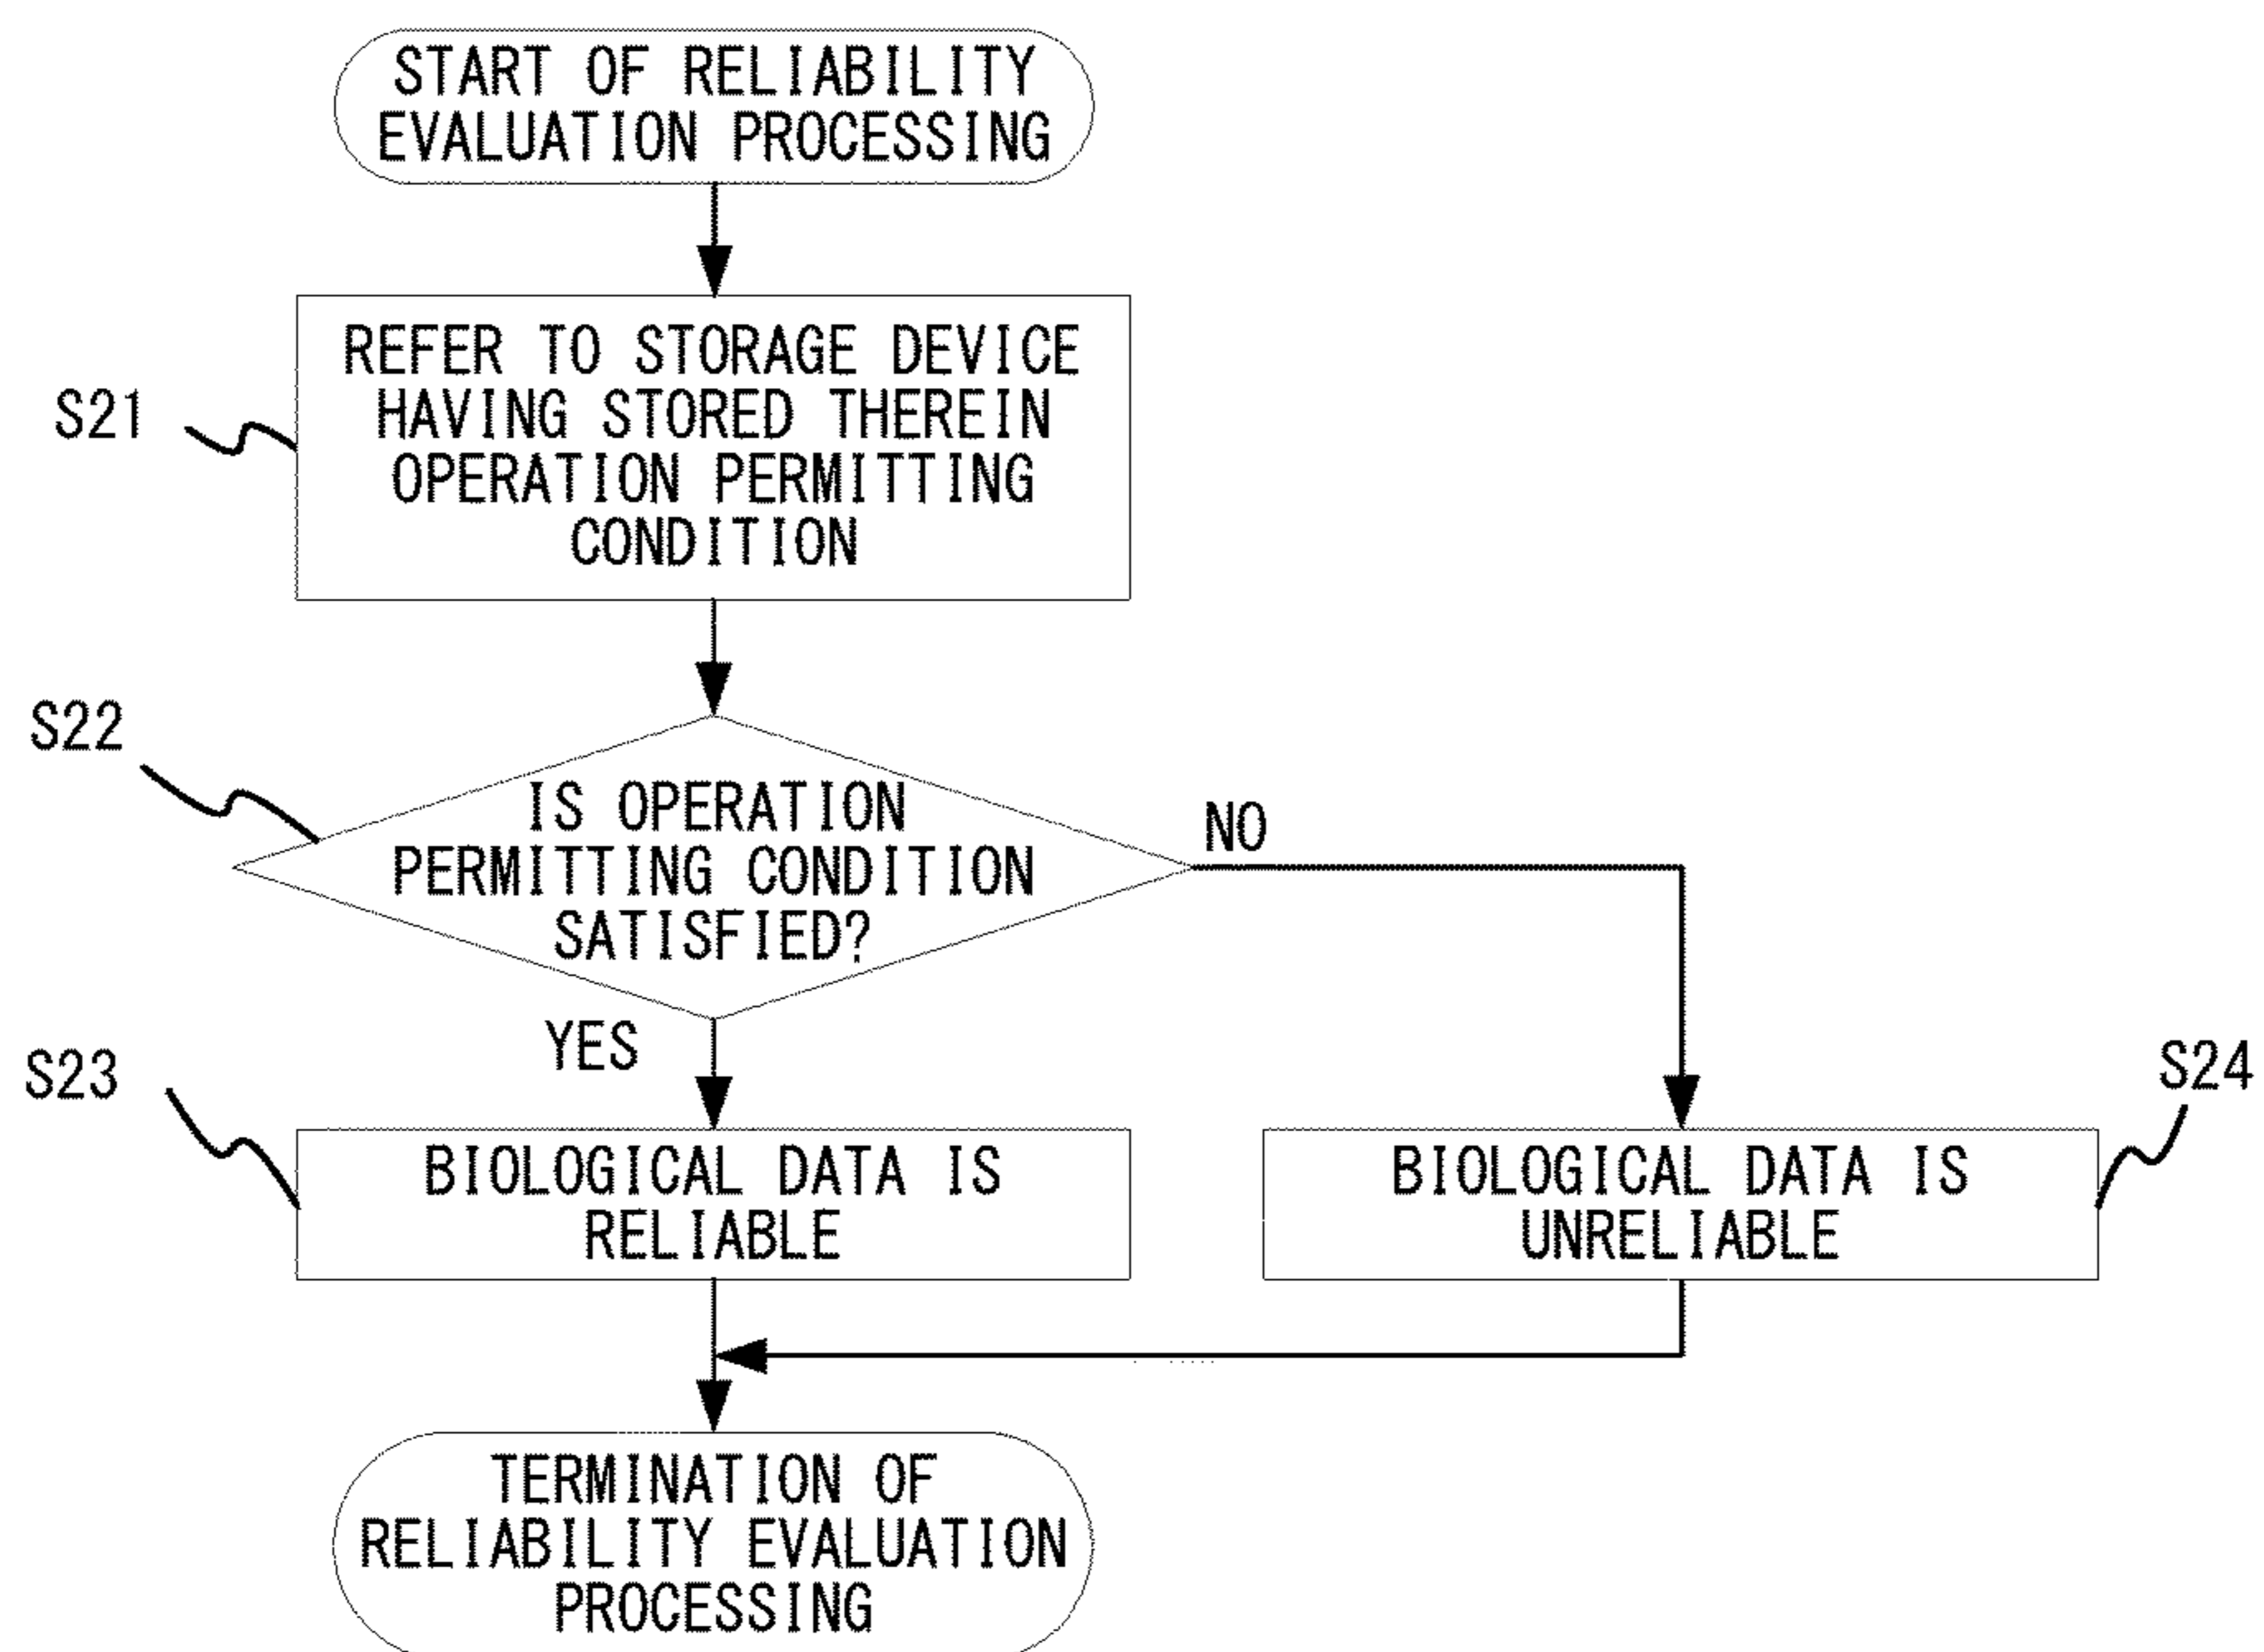 START OF RELIABILITY
EVALUATION PROCESSING
S21
REFER TO STORAGE DEVICE
HAVING STORED THEREIN
OPERATION PERMITTING
CONDITION
S22
IS OPERATION
PERMITTING CONDITION
SATISFIED?
NO
YES
S23
BIOLOGICAL DATA IS
RELIABLE
S24
BIOLOGICAL DATA IS
UNRELIABLE
TERMINATION OF
RELIABILITY EVALUATION
PROCESSING